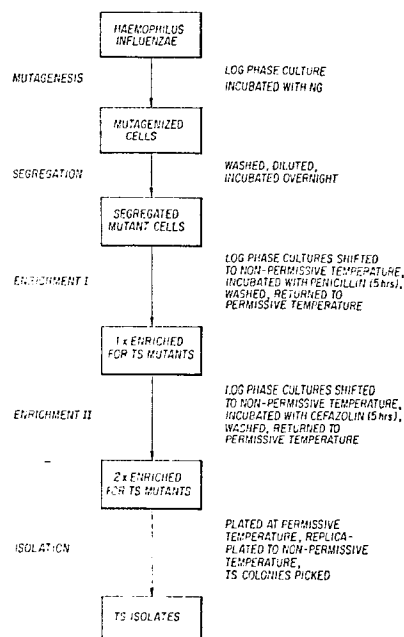 HAEMOPHILUS
INFLUENZAE
MUTAGENESIS
LOG PHASE CULTURE
INCUBATED WITH NG
MUTAGENIZED
CELLS
SEGREGATION
WASHED, DILUTED,
INCUBATED OVERNIGHT
SEGREGATED
MUTANT CELLS
ENRICHMENT I
LOG PHASE CULTURES SHIFTED
TO NON-PERMISSIVE TEMPERATURE,
INCUBATED WITH PENICILLIN (5 hrs),
WASHED, RETURNED TO
PERMISSIVE TEMPERATURE
1 x ENRICHED
FOR TS MUTANTS
ENRICHMENT II
LOG PHASE CULTURES SHIFTED
TO NON-PERMISSIVE TEMPERATURE,
INCUBATED WITH CEFAZOLIN (5 hrs),
WASHED, RETURNED TO
PERMISSIVE TEMPERATURE
2 x ENRICHED
FOR TS MUTANTS
ISOLATION
PLATED AT PERMISSIVE
TEMPERATURE, REPLICA-
PLATED TO NON-PERMISSIVE
TEMPERATURE,
TS COLONIES PICKED
TS ISOLATES